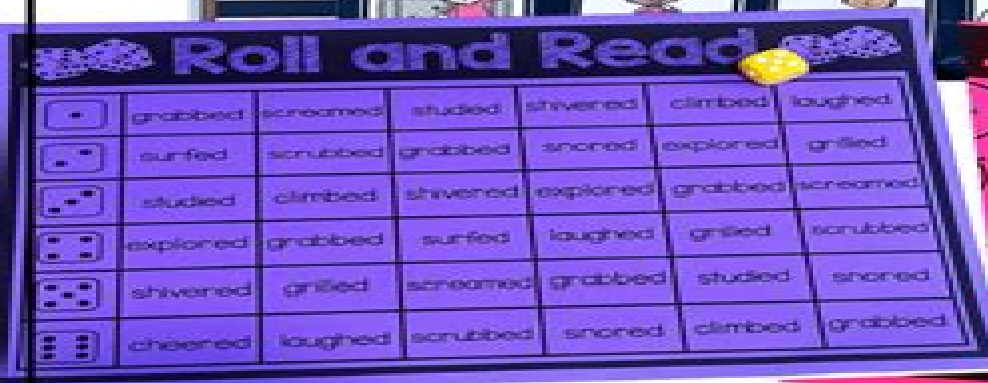 Roll and Read
grabbed screamed studied shivered climbed laughed
surfed scrubbed grabbed snored explored grilled
studied climbed shivered explored grabbed screamed
explored grabbed surfed laughed grilled scrubbed
shivered grilled screamed grabbed studied snored
cheered laughed scrubbed snored climbed grabbed